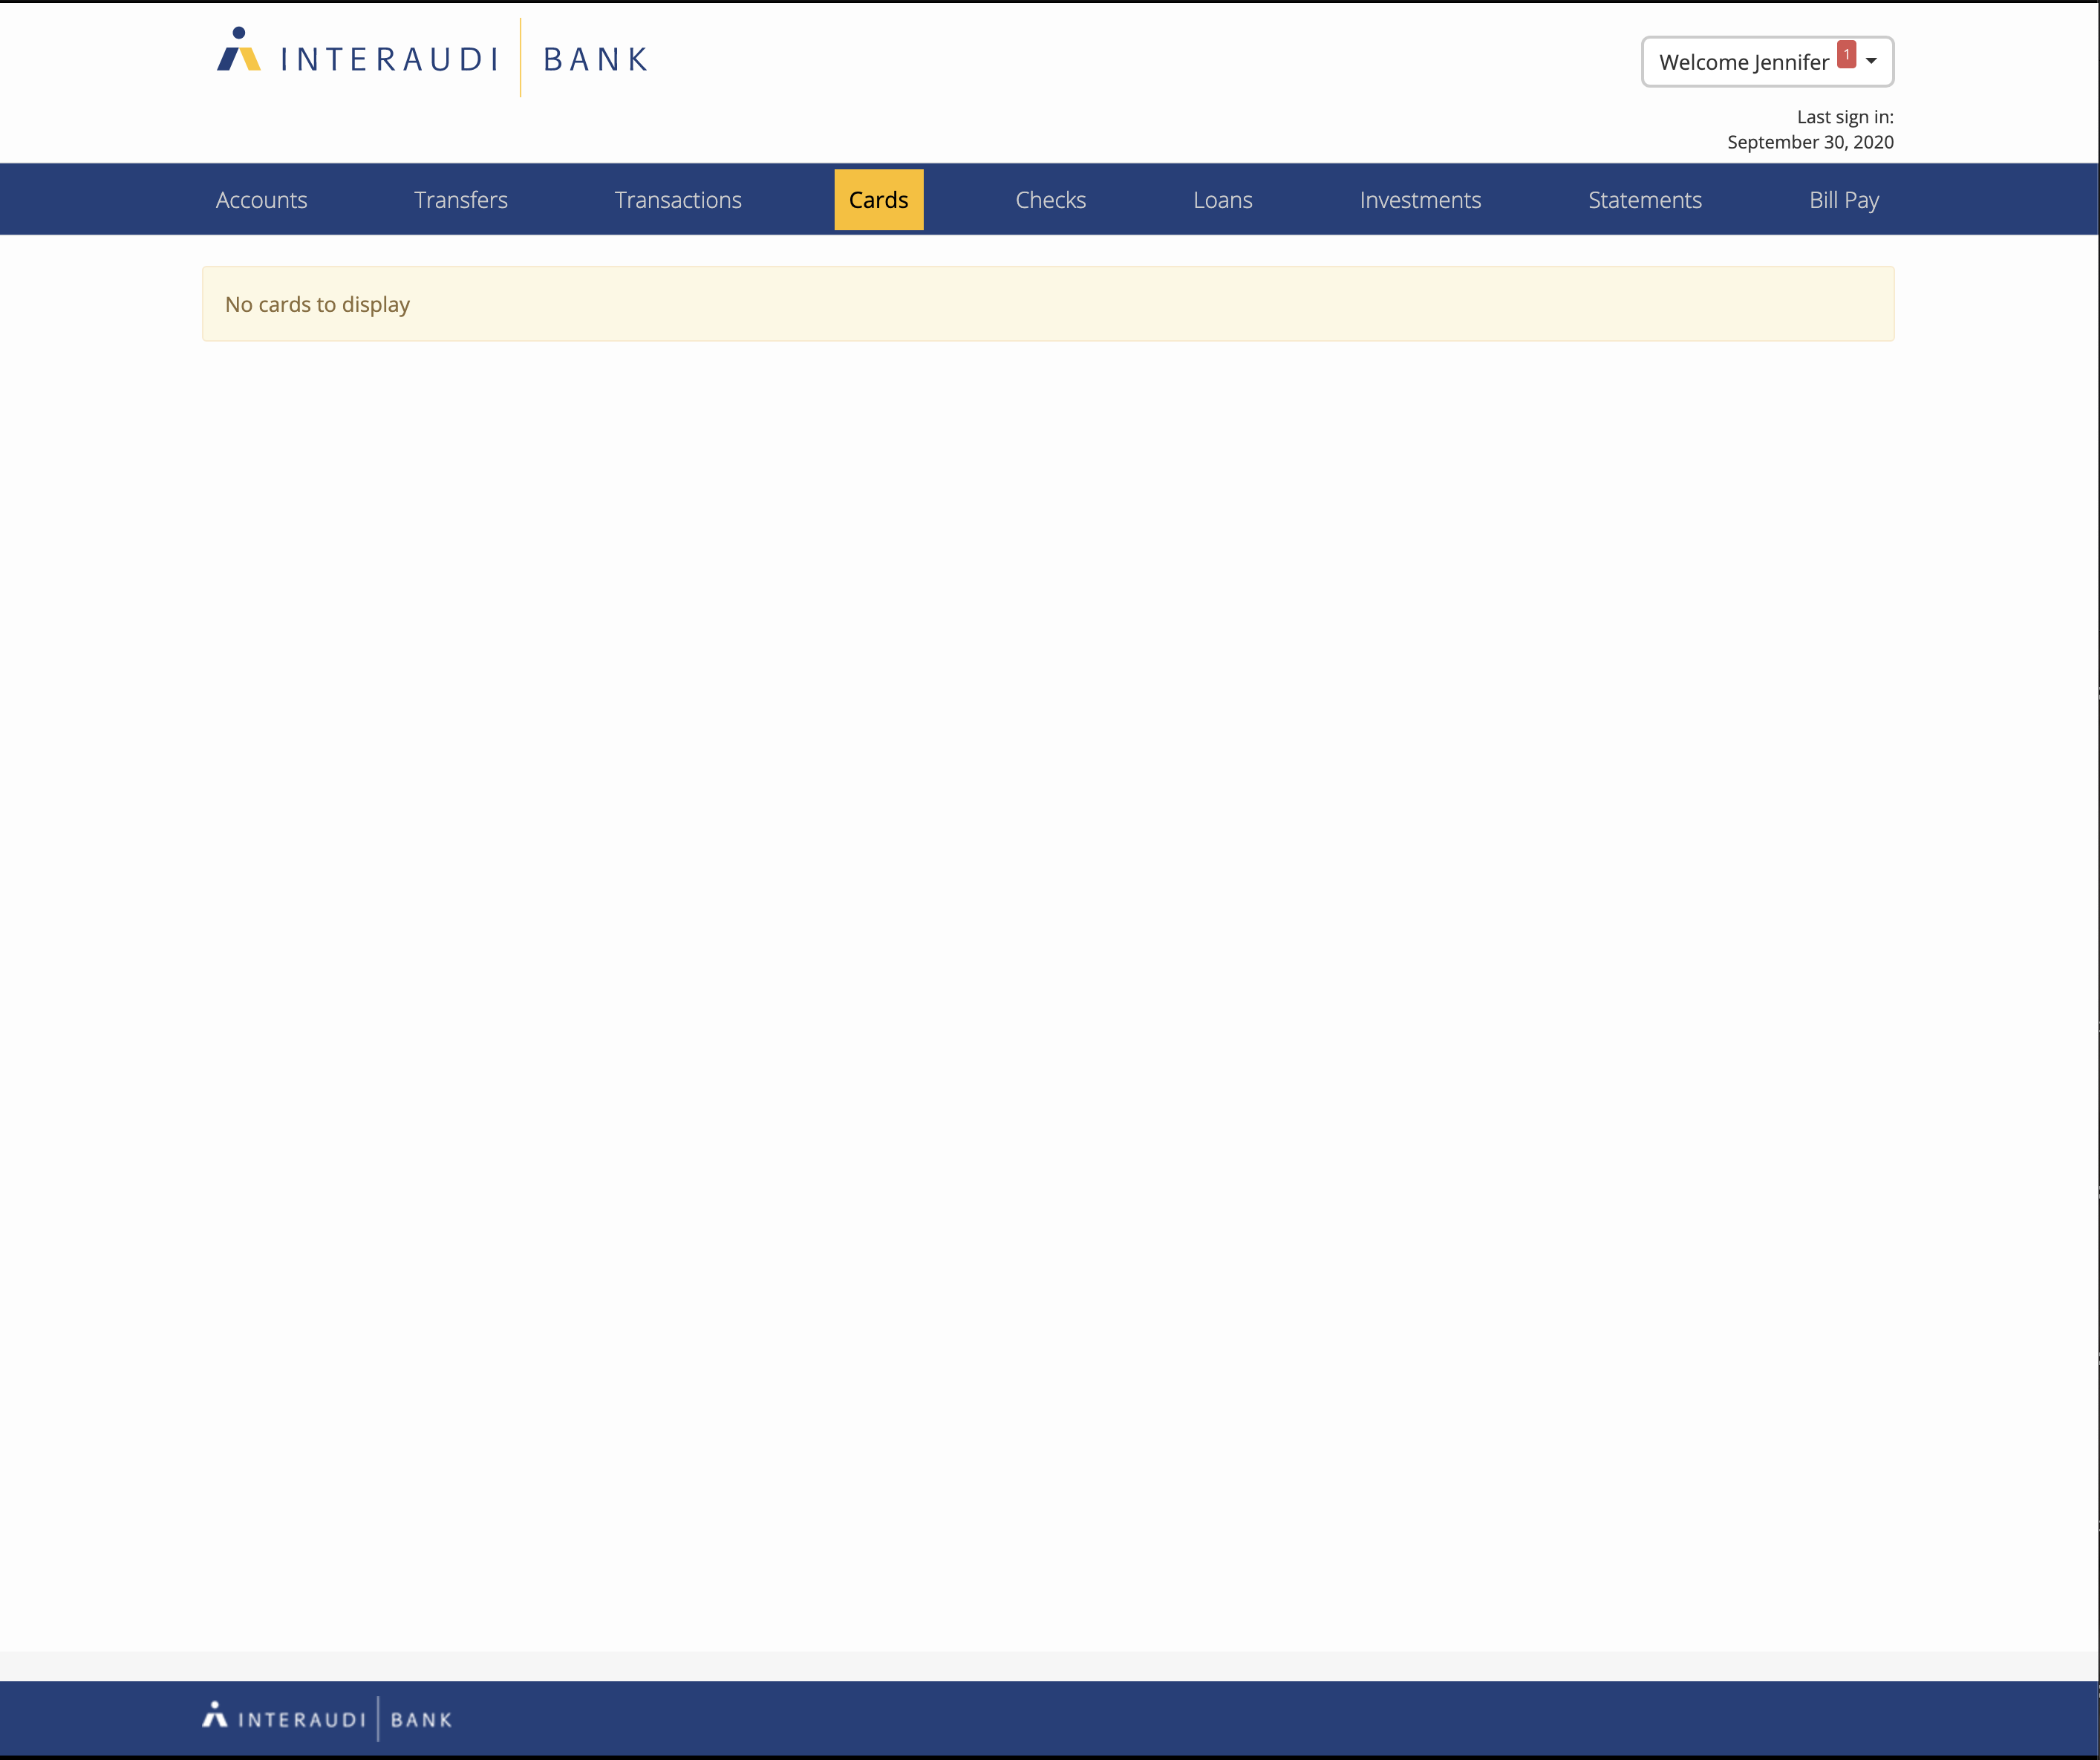 INTERAUDI BANK
Welcome Jennifer 1
Last sign in:
September 30, 2020
Accounts Transfers Transactions Cards Checks Loans Investments Statements Bill Pay
No cards to display
INTERAUDI BANK